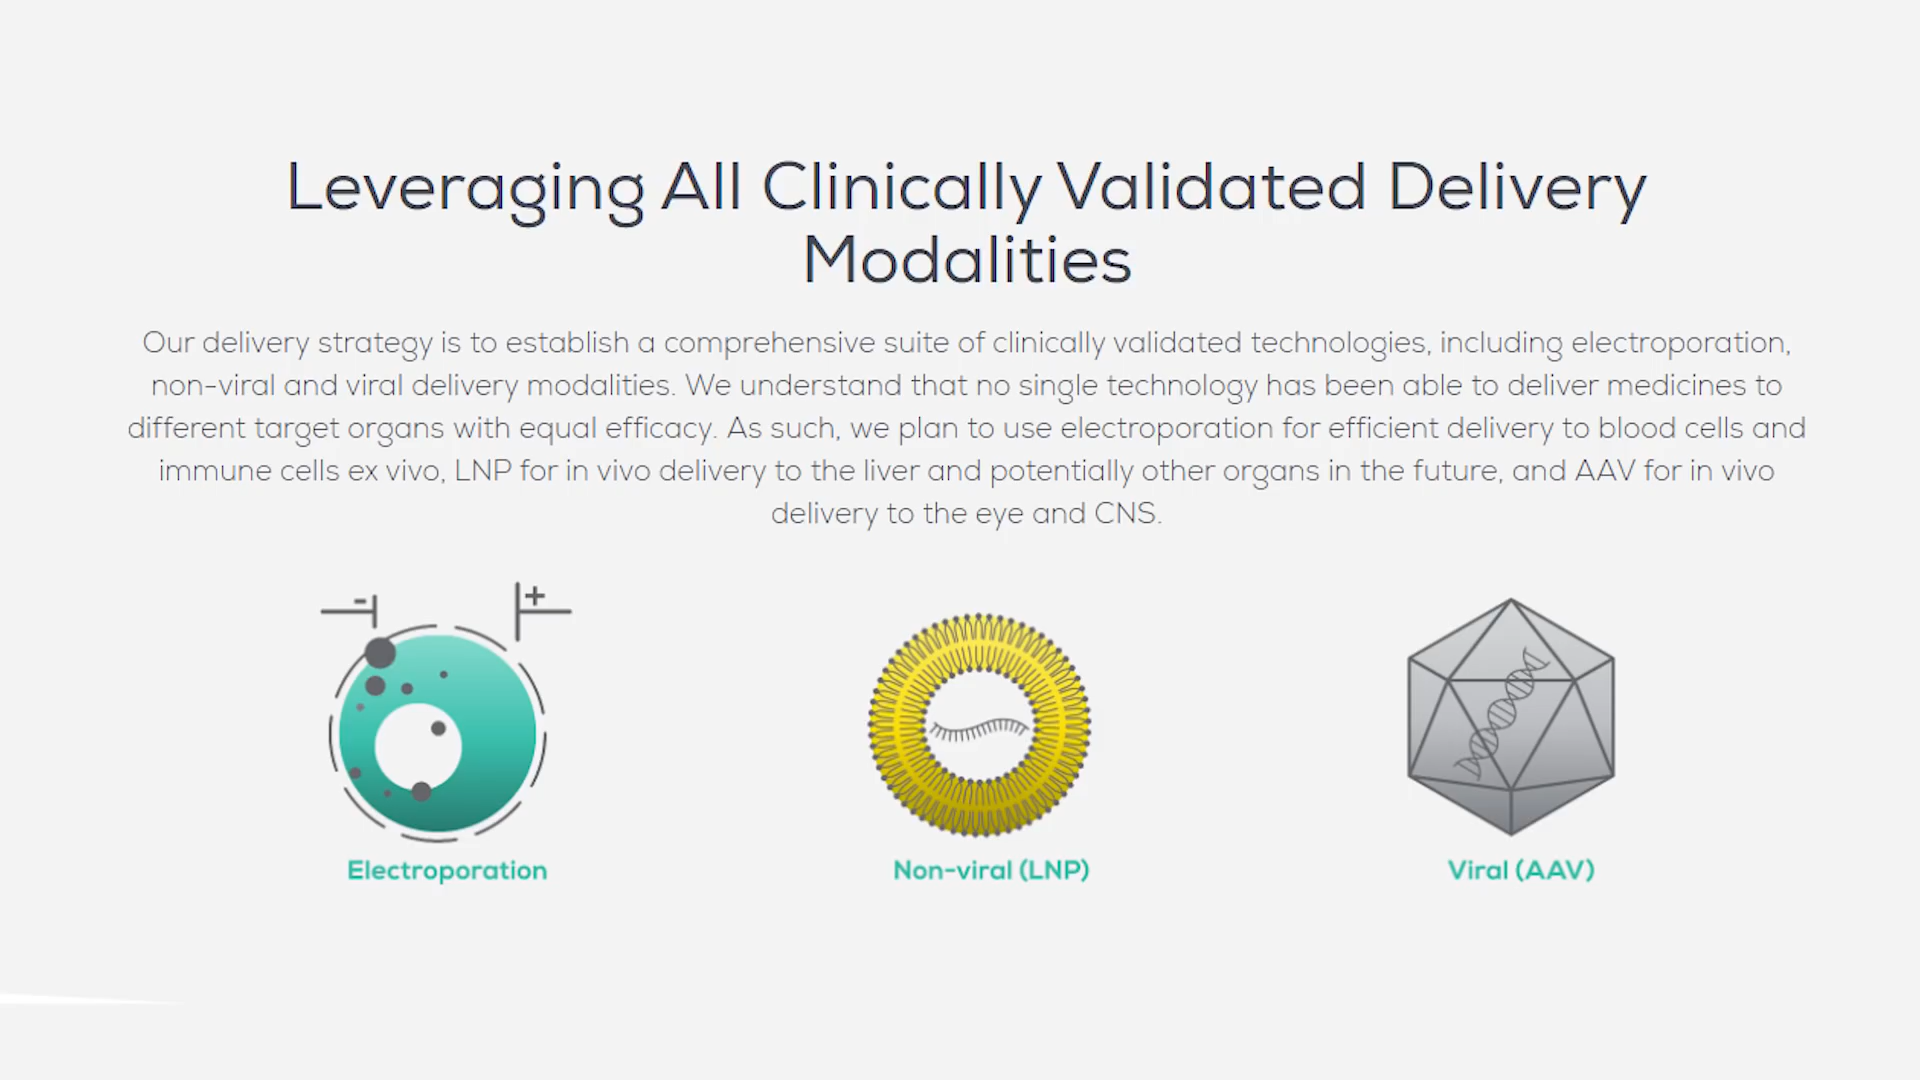 Leveraging All Clinically Validated Delivery
Modalities
Our delivery strategy is to establish a comprehensive suite of clinically validated technologies, including electroporation,
non-viral and viral delivery modalities. We understand that no single technology has been able to deliver medicines to
different target organs with equal efficacy. As such, we plan to use electroporation for efficient delivery to blood cells and
immune cells ex vivo, LNP for in vivo delivery to the liver and potentially other organs in the future, and AAV for in vivo
delivery to the eye and CNS.
- +
Electroporation
Non-viral (LNP)
Viral (AAV)